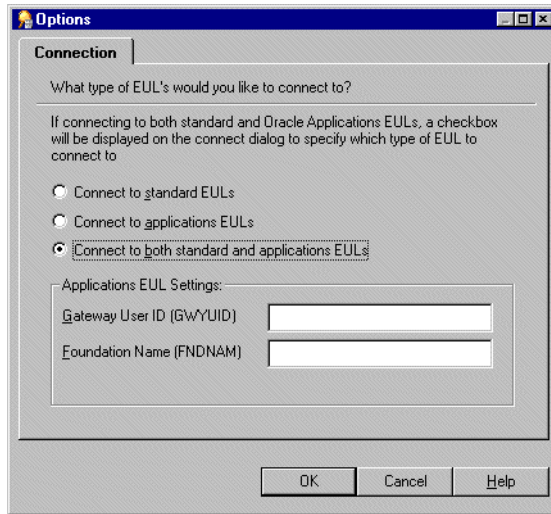 Options
Connection
What type of EUL's would you like to connect to?
If connecting to both standard and Oracle Applications EULs, a checkbox
will be displayed on the connect dialog to specify which type of EUL to
connect to
Connect to standard EULs
Connect to applications EULs
Connect to both standard and applications EULs
Applications EUL Settings:
Gateway User ID (GWYUID)
Foundation Name (FNDNAM)
OK Cancel Help